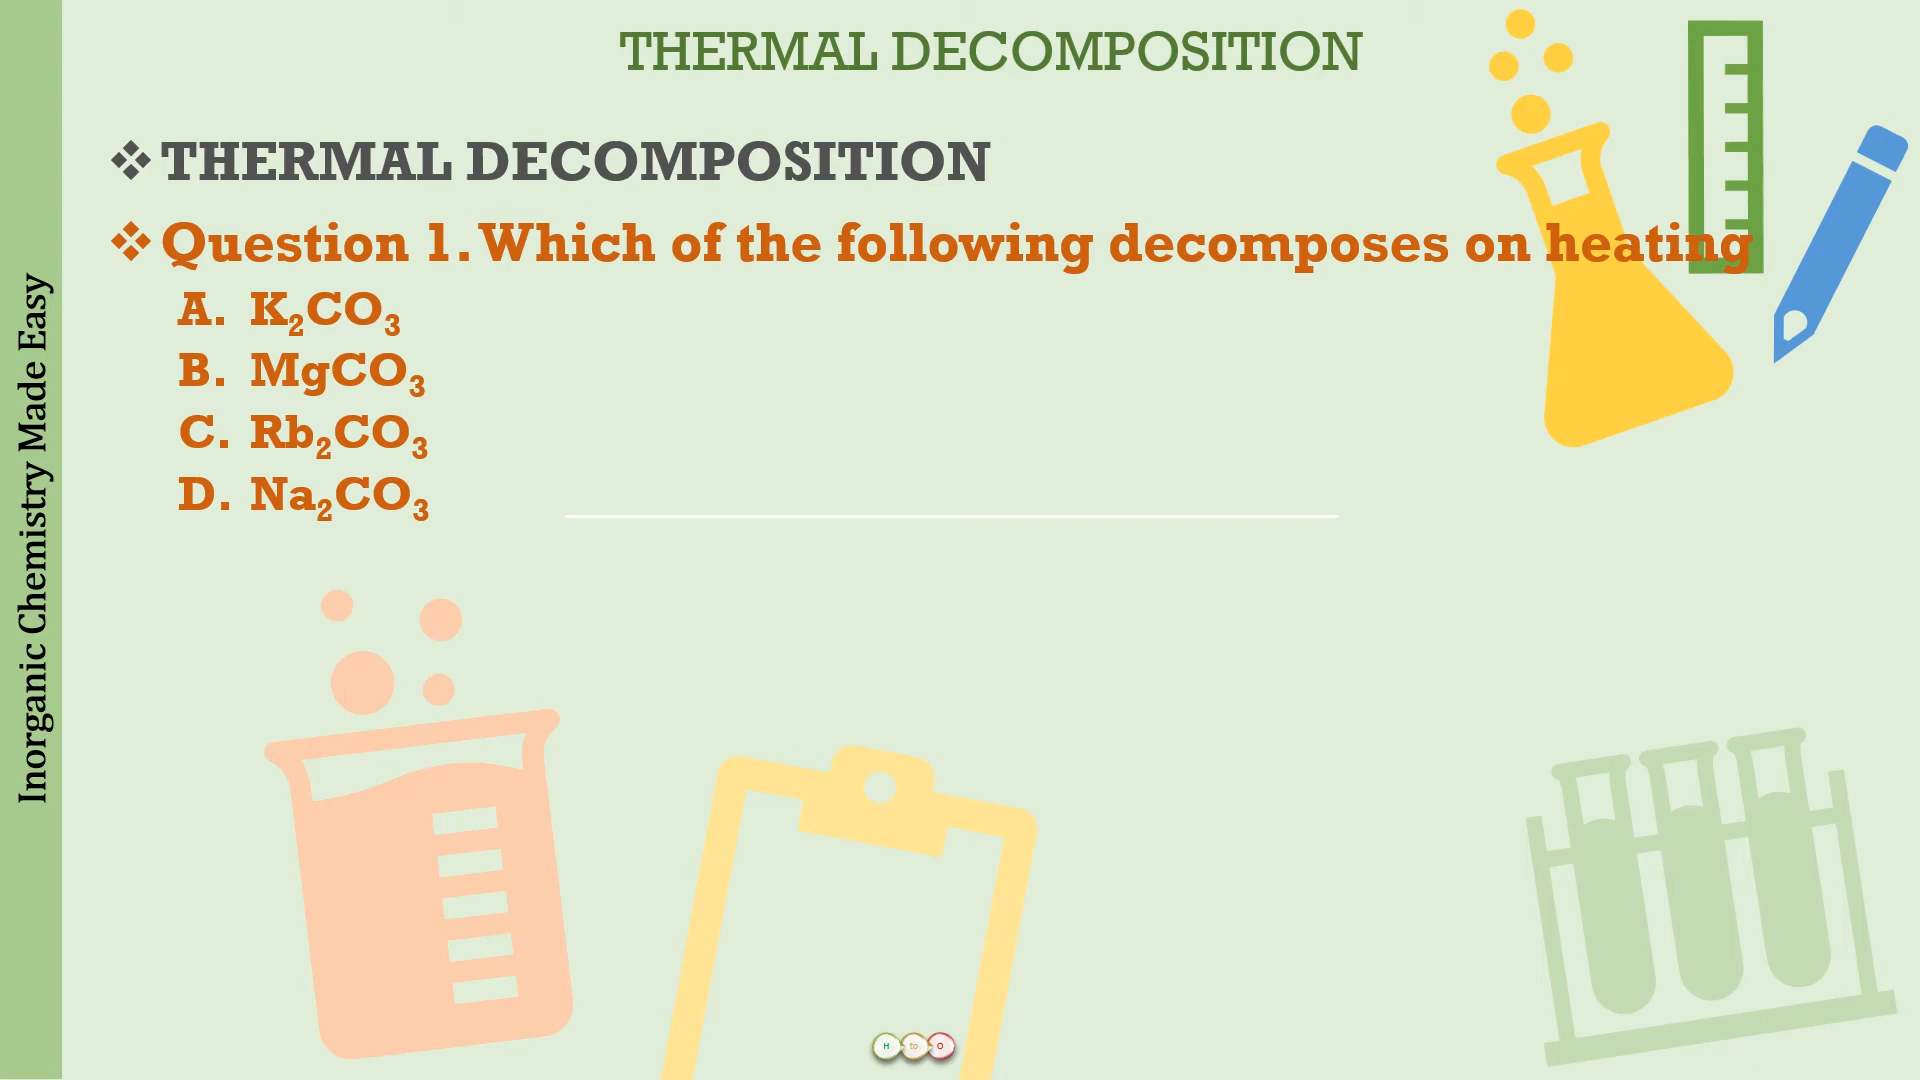 THERMAL DECOMPOSITION
❖ THERMAL DECOMPOSITION
❖ Question 1. Which of the following decomposes on heating
A. K₂CO₃
B. MgCO₃
C. Rb₂CO₃
D. Na₂CO₃
Inorganic Chemistry Made Easy
H to O